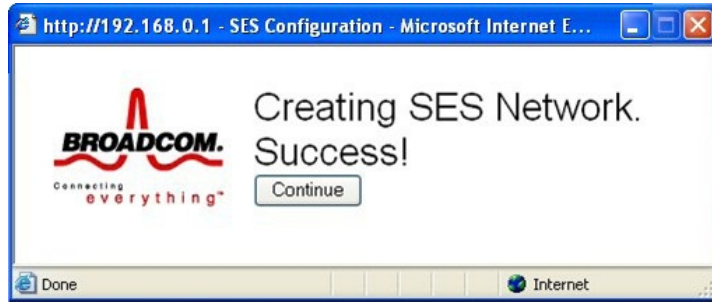 http://192.168.0.1 - SES Configuration - Microsoft Internet E...
BROADCOM.
Connecting
everything™
Creating SES Network.
Success!
Continue
Done
Internet